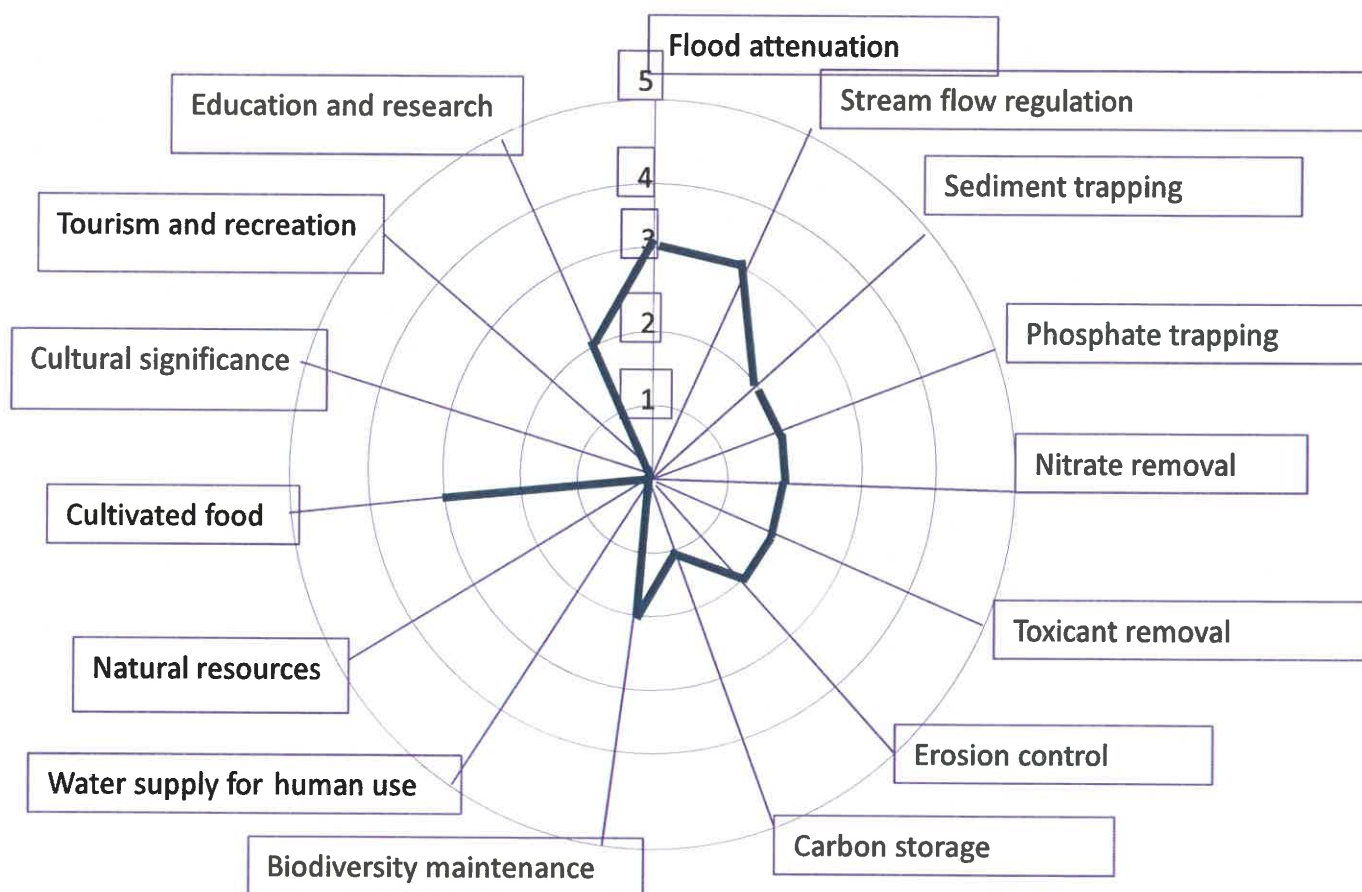 Flood attenuation
5
Stream flow regulation
Education and research
4
Sediment trapping
Tourism and recreation
3
2
Phosphate trapping
Cultural significance
1
Nitrate removal
Cultivated food
Toxicant removal
Natural resources
Erosion control
Water supply for human use
Carbon storage
Biodiversity maintenance